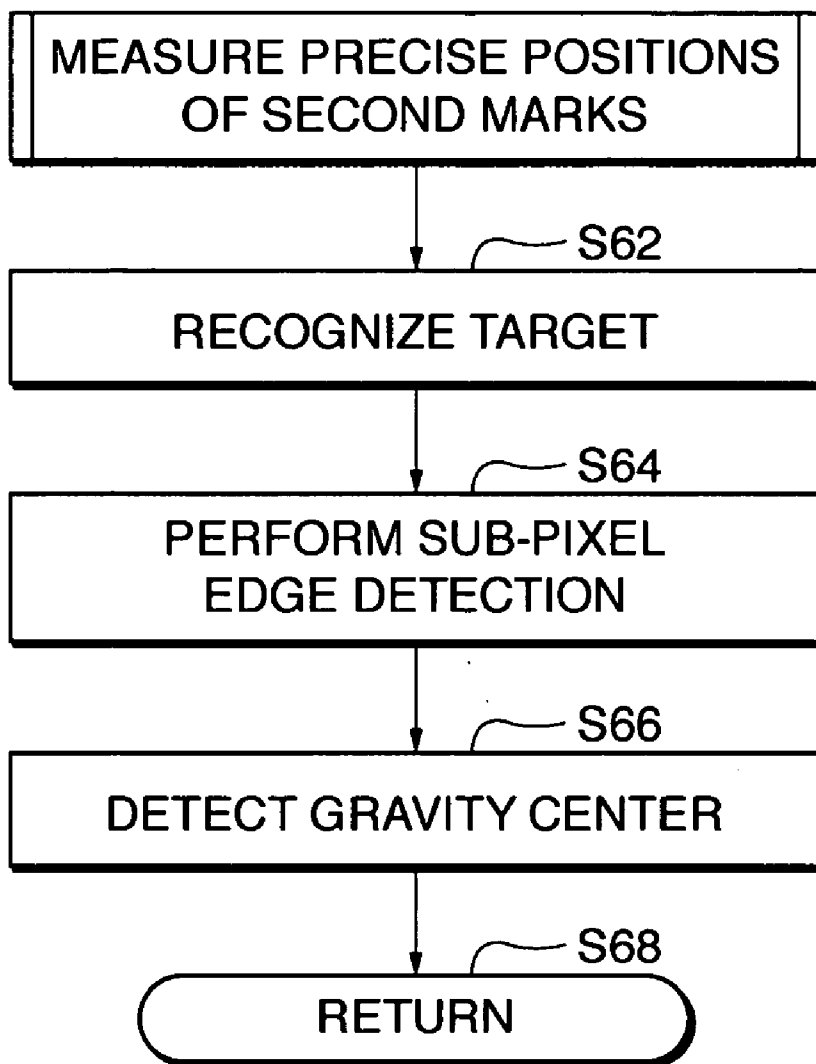 MEASURE PRECISE POSITIONS
OF SECOND MARKS
S62
RECOGNIZE TARGET
S64
PERFORM SUB-PIXEL
EDGE DETECTION
S66
DETECT GRAVITY CENTER
S68
RETURN